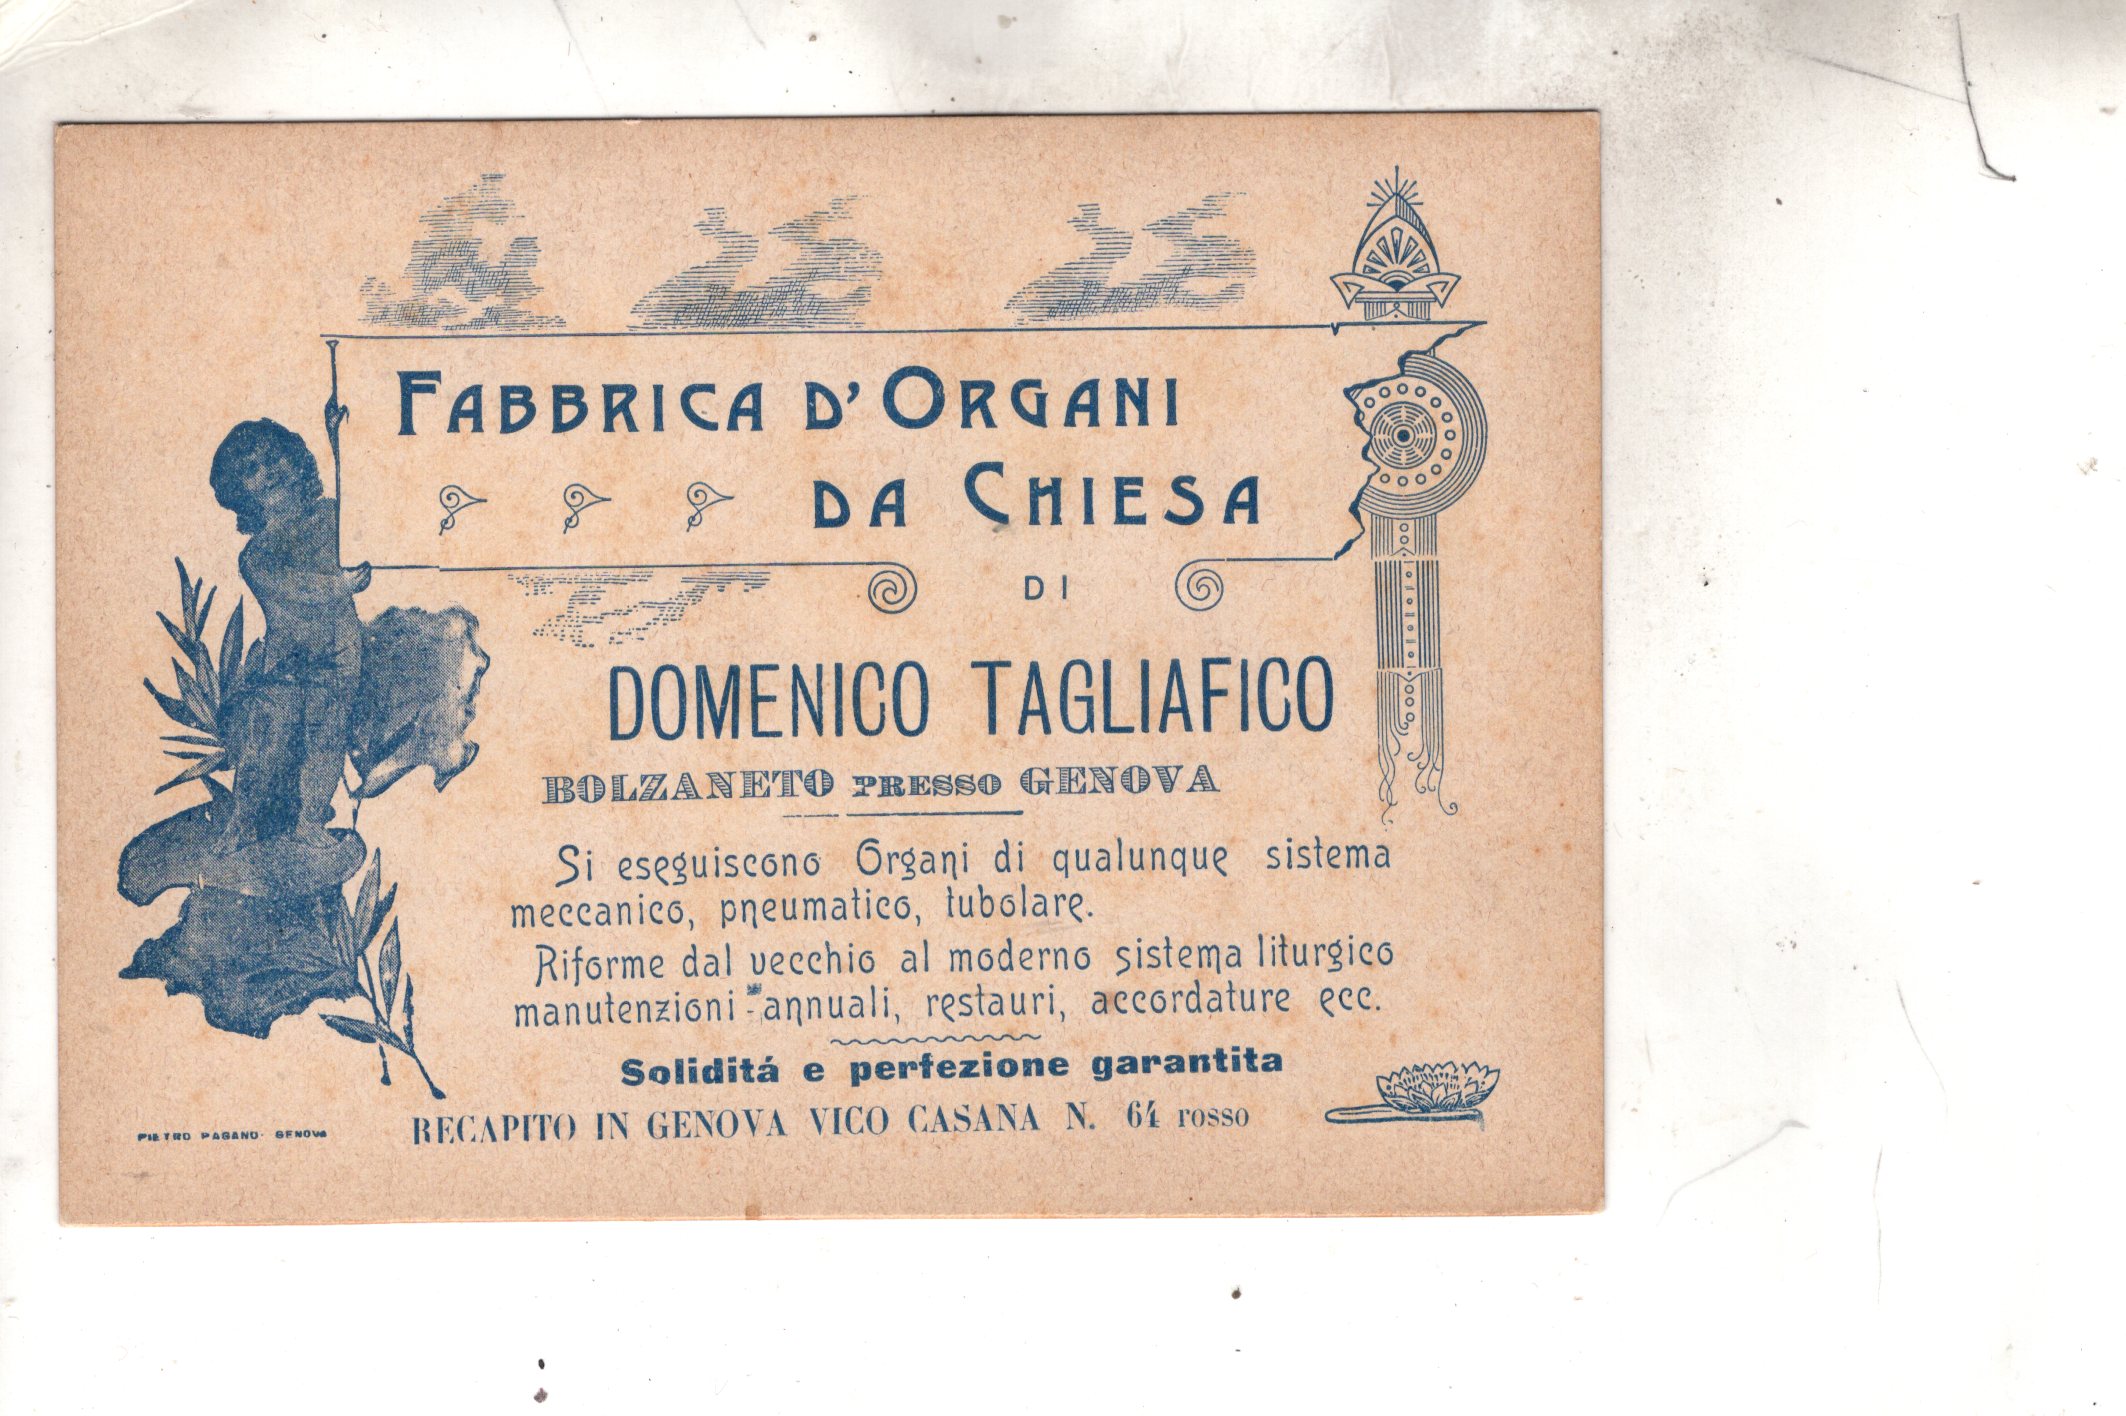 FABBRICA D'ORGANI
DA CHIESA
DI
DOMENICO TAGLIAFICO
BOLZANETO PRESSO GENOVA
Si eseguiscono Organi di qualunque sistema
meccanico, pneumatico, tubolare.
Riforme dal vecchio al moderno sistema liturgico
manutenzioni annuali, restauri, accordature ecc.
Soliditá e perfezione garantita
RECAPITO IN GENOVA VICO CASANA N. 64 rosso
PIETRO PAGANO - GENOVA